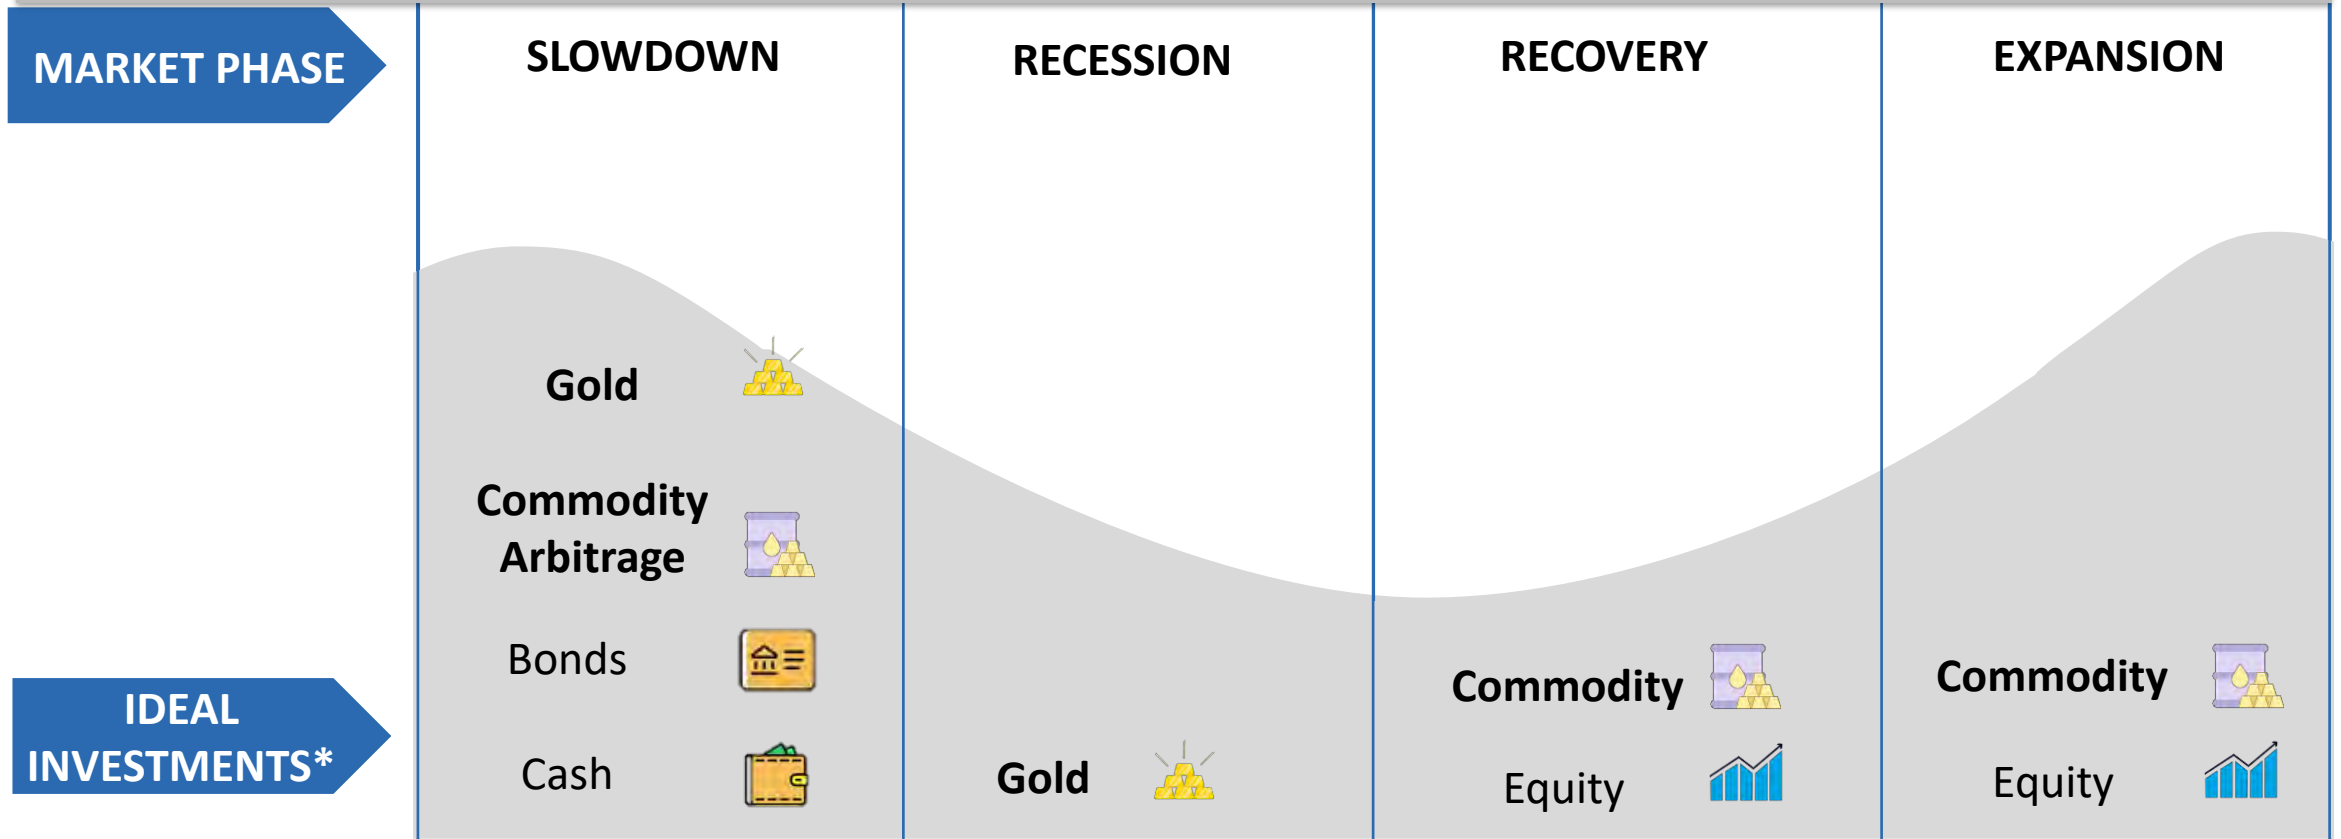 MARKET PHASE
SLOWDOWN
RECESSION
RECOVERY
EXPANSION
Gold
Commodity
Arbitrage
Bonds
Cash
Gold
Commodity
Equity
Commodity
Equity
IDEAL
INVESTMENTS*